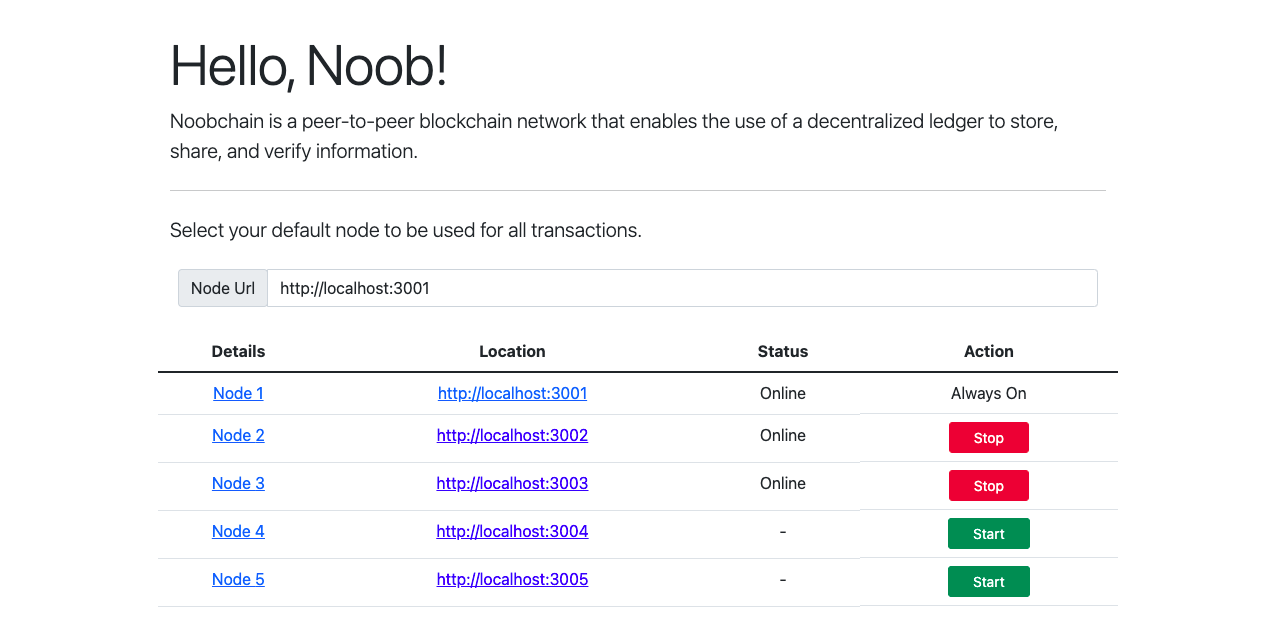 Hello, Noob!
Noobchain is a peer-to-peer blockchain network that enables the use of a decentralized ledger to store,
share, and verify information.
Select your default node to be used for all transactions.
Node Url http://localhost:3001
Details Location Status Action
Node 1 http://localhost:3001 Online Always On
Node 2 http://localhost:3002 Online Stop
Node 3 http://localhost:3003 Online Stop
Node 4 http://localhost:3004 - Start
Node 5 http://localhost:3005 - Start